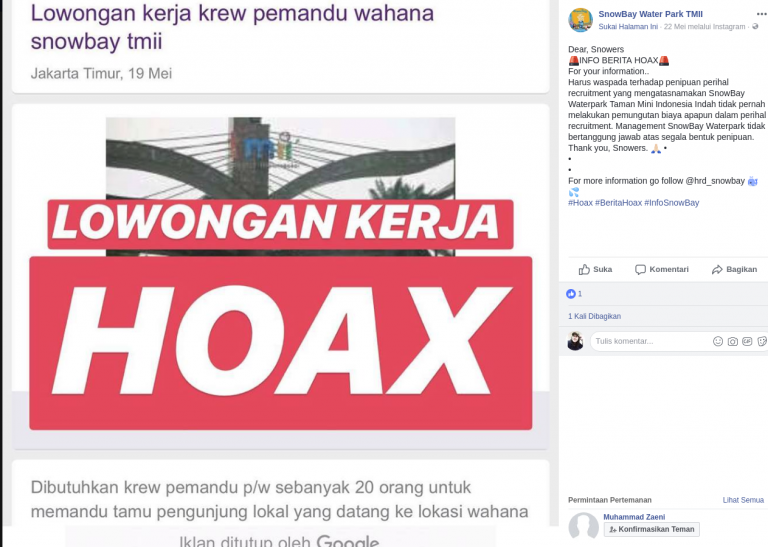 Lowongan kerja krew pemandu wahana
snowbay tmii
Jakarta Timur, 19 Mei
tmii
LOWONGAN KERJA
HOAX
Dibutuhkan krew pemandu p/w sebanyak 20 orang untuk
memandu tamu pengunjung lokal yang datang ke lokasi wahana
Iklan ditutup oleh Google
SnowBay Water Park TMII
Sukai Halaman Ini · 22 Mei melalui Instagram ·
Dear, Snowers
🚨INFO BERITA HOAX🚨
For your information..
Harus waspada terhadap penipuan perihal
recruitment yang mengatasnamakan SnowBay
Waterpark Taman Mini Indonesia Indah tidak pernah
melakukan pemungutan biaya apapun dalam perihal
recruitment. Management SnowBay Waterpark tidak
bertanggung jawab atas segala bentuk penipuan.
Thank you, Snowers. 🙏🏻 •
•
•
For more information go follow @hrd_snowbay
💦
#Hoax #BeritaHoax #InfoSnowBay
Suka Komentari Bagikan
1
1 Kali Dibagikan
Tulis komentar...
Permintaan Pertemanan Lihat Semua
Muhammad Zaeni
Konfirmasikan Teman